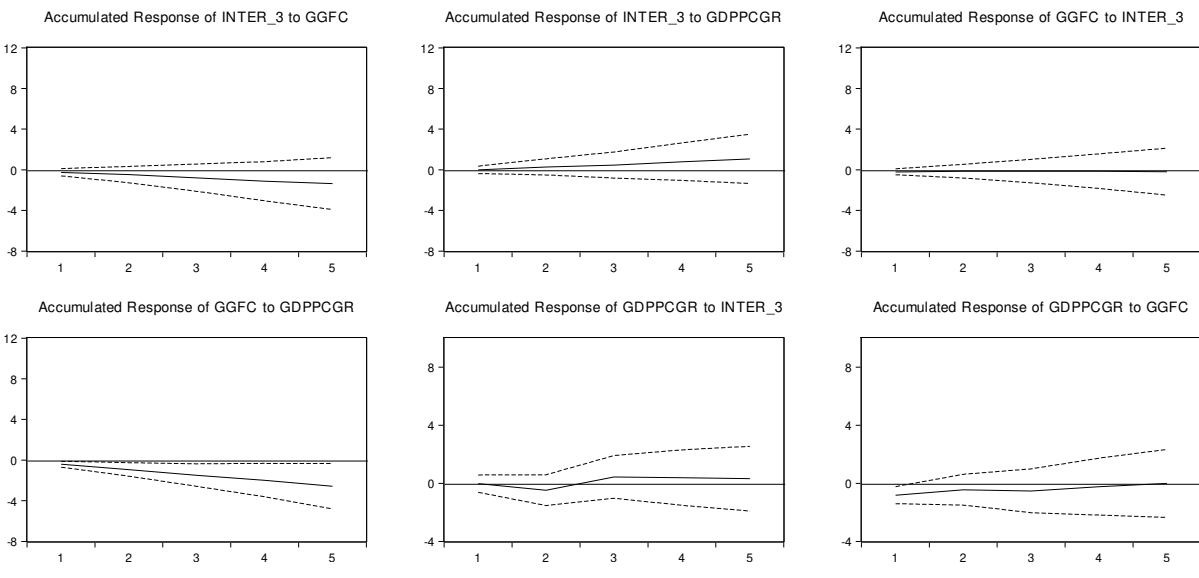 Accumulated Response of INTER_3 to GGFC
Accumulated Response of INTER_3 to GDPPCGR
Accumulated Response of GGFC to INTER_3
12
8
4
0
-4
-8
1 2 3 4 5
12
8
4
0
-4
-8
1 2 3 4 5
12
8
4
0
-4
-8
1 2 3 4 5
Accumulated Response of GGFC to GDPPCGR
Accumulated Response of GDPPCGR to INTER_3
Accumulated Response of GDPPCGR to GGFC
12
8
4
0
-4
-8
1 2 3 4 5
8
4
0
-4
1 2 3 4 5
8
4
0
-4
1 2 3 4 5